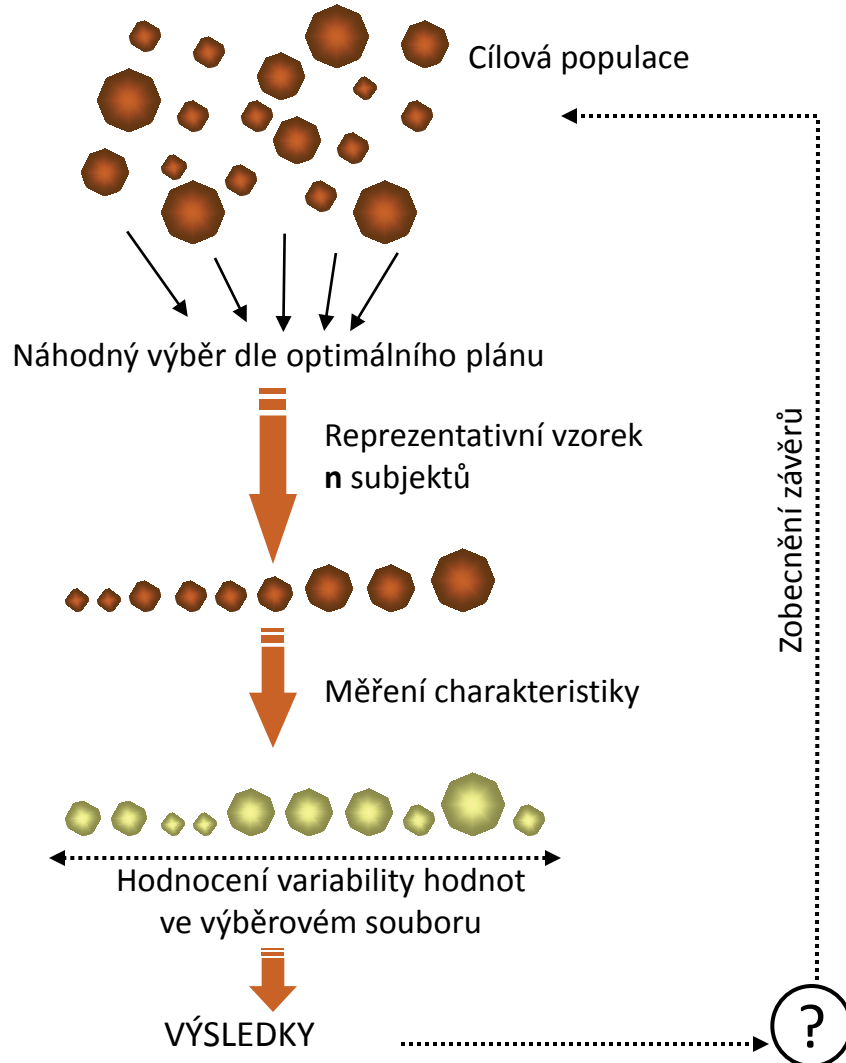 Cílová populace
Náhodný výběr dle optimálního plánu
Reprezentativní vzorek
n subjektů
Zobecnění závěrů
Měření charakteristiky
Hodnocení variability hodnot
ve výběrovém souboru
VÝSLEDKY
?